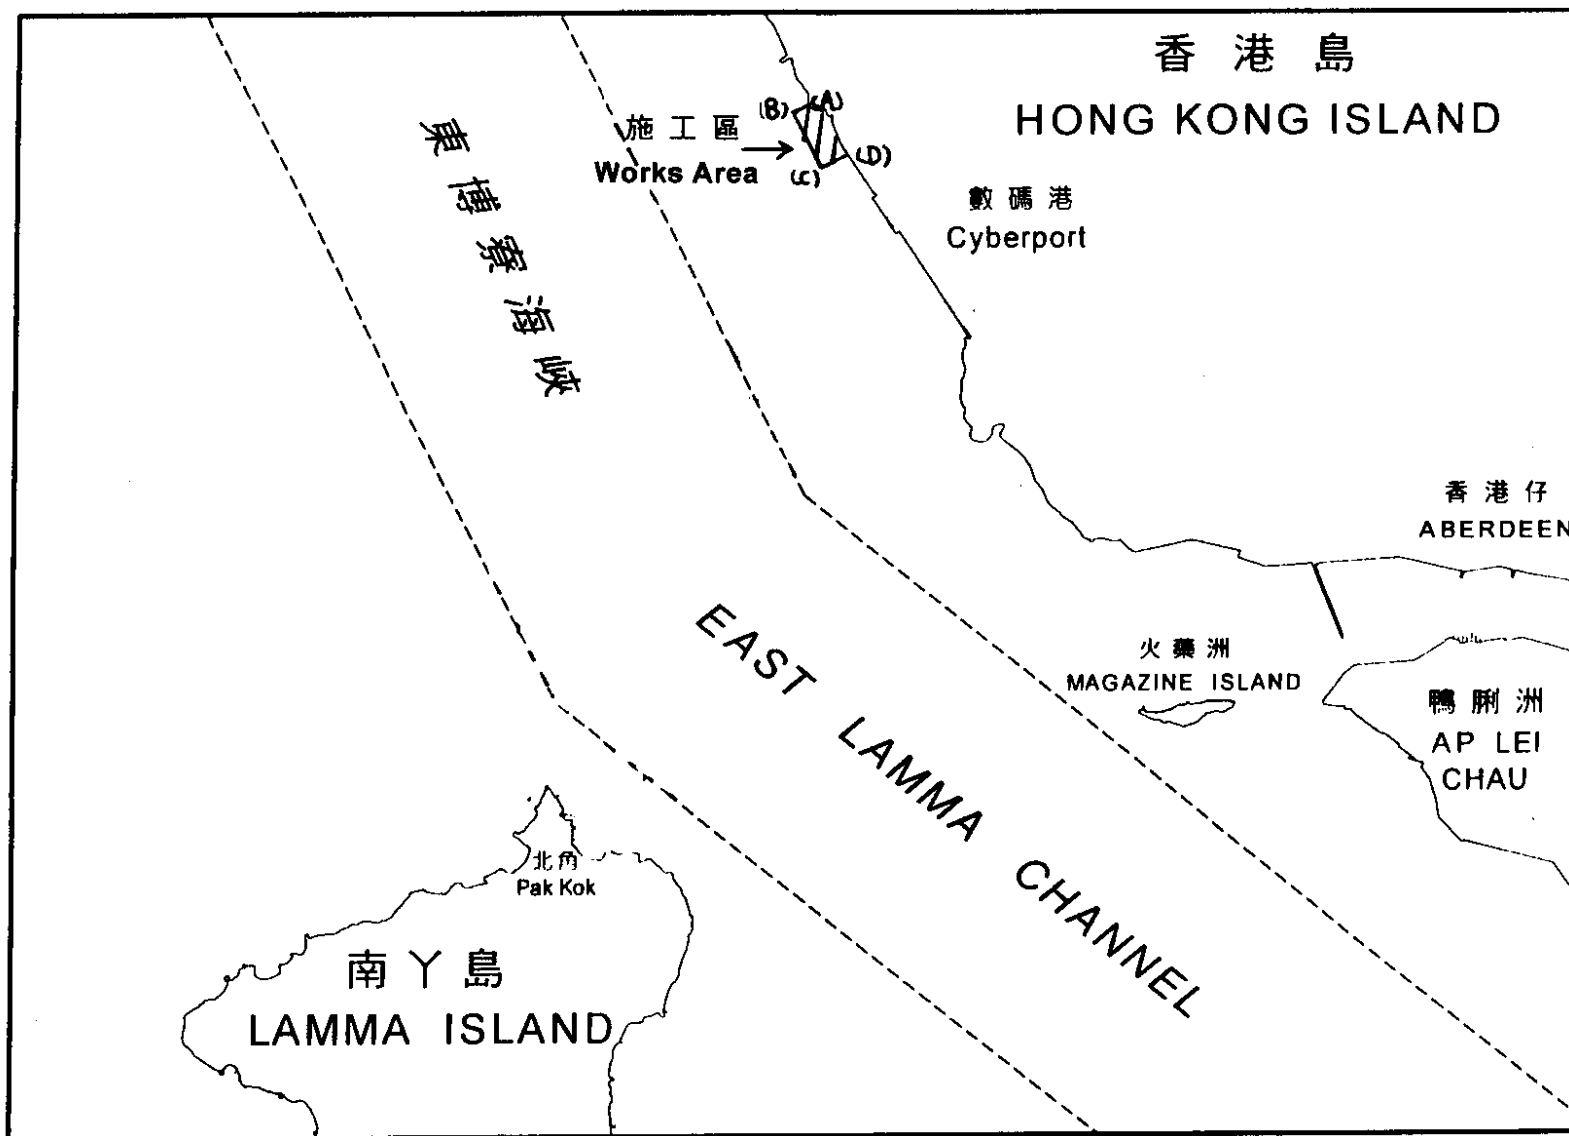 香港島
HONG KONG ISLAND
(B)
(A)
施工區
Works Area
(C)
(D)
數碼港
Cyberport
東博寮海峽
香港仔
ABERDEEN
EAST LAMMA CHANNEL
火藥洲
MAGAZINE ISLAND
鴨脷洲
AP LEI
CHAU
北角
Pak Kok
南丫島
LAMMA ISLAND